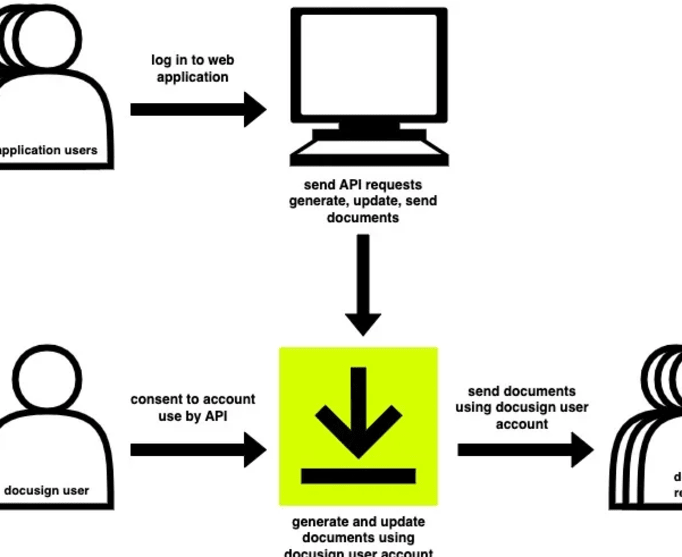 log in to web
application
application users
send API requests
generate, update, send
documents
consent to account
use by API
send documents
using docusign user
account
docusign user
generate and update
documents using
docusign user account